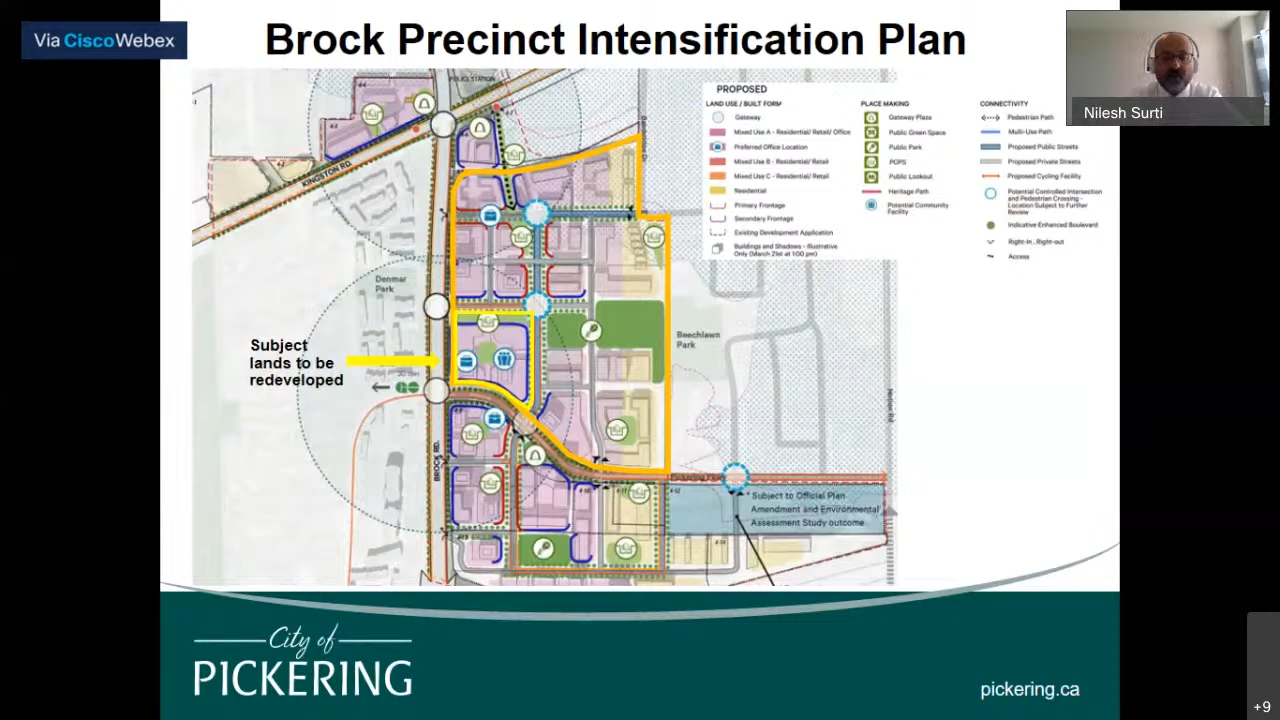 Via Cisco Webex
Brock Precinct Intensification Plan
Nilesh Surti
POLICE STATION
KINGSTON RD.
Denmar
Park
Subject
lands to be
redeveloped
BROCK RD.
Beechlawn
Park
Notion Rd
* Subject to Official Plan
Amendment and Environmental
Assessment Study outcome
PROPOSED
LAND USE / BUILT FORM
Gateway
Mixed Use A - Residential/ Retail/ Office
Preferred Office Location
Mixed Use B - Residential/ Retail
Mixed Use C - Residential/ Retail
Residential
Primary Frontage
Secondary Frontage
Existing Development Application
Buildings and Shadows - Illustrative
Only (March 21st at 1:00 pm)
PLACE MAKING
Gateway Plaza
Public Green Space
Public Park
POPS
Public Lookout
Heritage Path
Potential Community
Facility
CONNECTIVITY
Pedestrian Path
Multi-Use Path
Proposed Public Streets
Proposed Private Streets
Proposed Cycling Facility
Potential Controlled Intersection
and Pedestrian Crossing -
Location Subject to Further
Review
Indicative Enhanced Boulevard
Right-in , Right-out
Access
City of
PICKERING
pickering.ca
+9